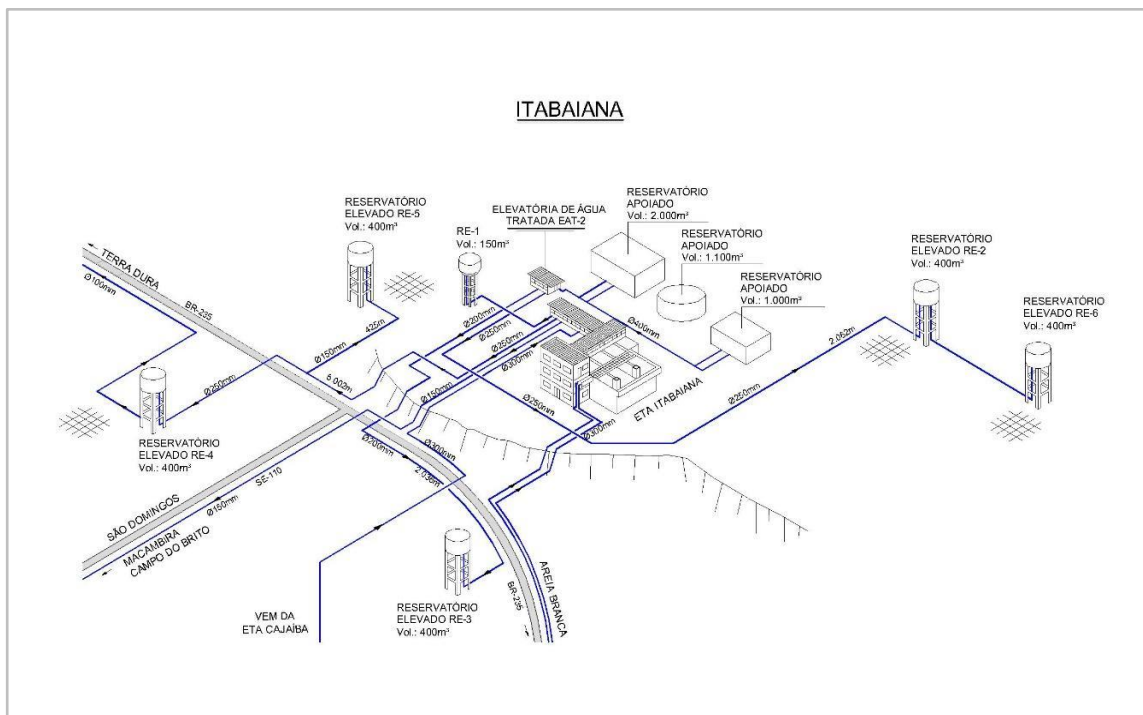 ITABAIANA
RESERVATÓRIO
ELEVADO RE-5
Vol.: 400m³
RE-1
Vol.: 150m³
ELEVATÓRIA DE ÁGUA
TRATADA EAT-2
RESERVATÓRIO
APOIADO
Vol.: 2.000m³
RESERVATÓRIO
APOIADO
Vol.: 1.100m³
RESERVATÓRIO
APOIADO
Vol.: 1.000m³
RESERVATÓRIO
ELEVADO RE-2
Vol.: 400m³
RESERVATÓRIO
ELEVADO RE-6
Vol.: 400m³
TERRA DURA
BR-235
Ø100mm
Ø150mm
425m
Ø250mm
6.002m
Ø200mm
Ø250mm
Ø250mm
Ø300mm
Ø150mm
Ø400mm
ETA ITABAIANA
Ø250mm
Ø300mm
Ø250mm
2.062m
RESERVATÓRIO
ELEVADO RE-4
Vol.: 400m³
Ø200mm
Ø300mm
2.036m
SÃO DOMINGOS
SE-110
Ø150mm
MACAMBIRA
CAMPO DO BRITO
VEM DA
ETA CAJAÍBA
RESERVATÓRIO
ELEVADO RE-3
Vol.: 400m³
BR-235
AREIA BRANCA